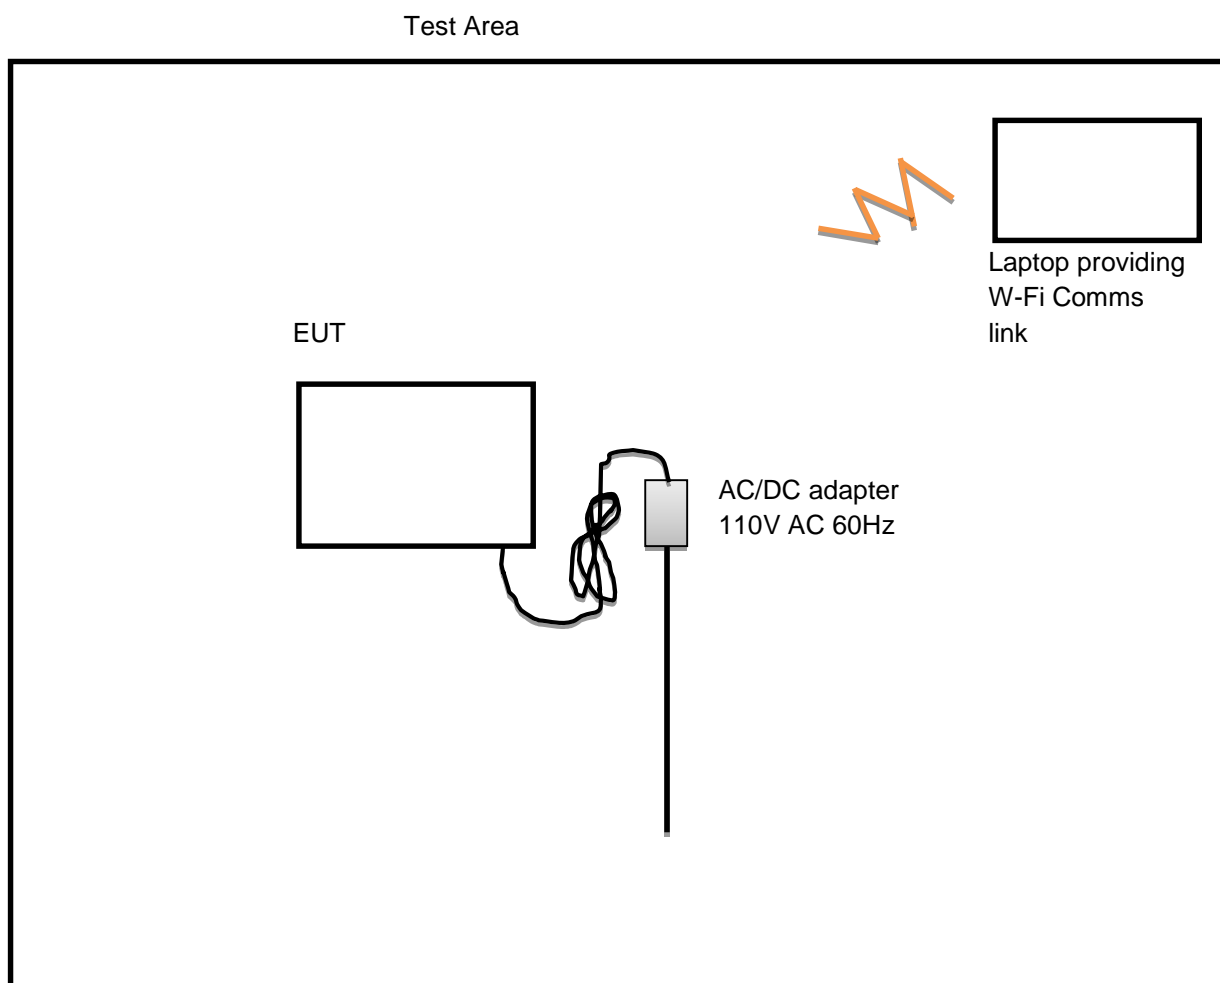 Test Area
Laptop providing
W-Fi Comms
link
EUT
AC/DC adapter
110V AC 60Hz